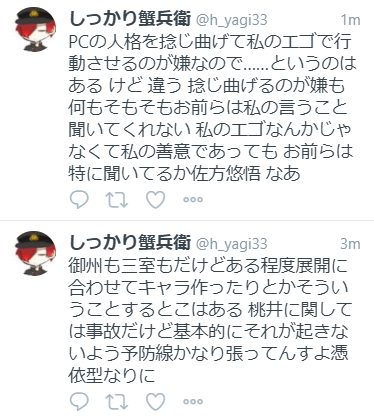 しっかり蟹兵衛 @h_yagi33 1m
PCの人格を捻じ曲げて私のエゴで行
動させるのが嫌なので……というのは
ある けど 違う 捻じ曲げるのが嫌も
何もそもそもお前らは私の言うこと
聞いてくれない 私のエゴなんかじゃ
なくて私の善意であっても お前らは
特に聞いてるか佐方悠悟 なあ
しっかり蟹兵衛 @h_yagi33 3m
御州も三室もだけどある程度展開に
合わせてキャラ作ったりとかそうい
うことするとこはある 桃井に関して
は事故だけど基本的にそれが起きな
いよう予防線かなり張ってんすよ憑
依型なりに